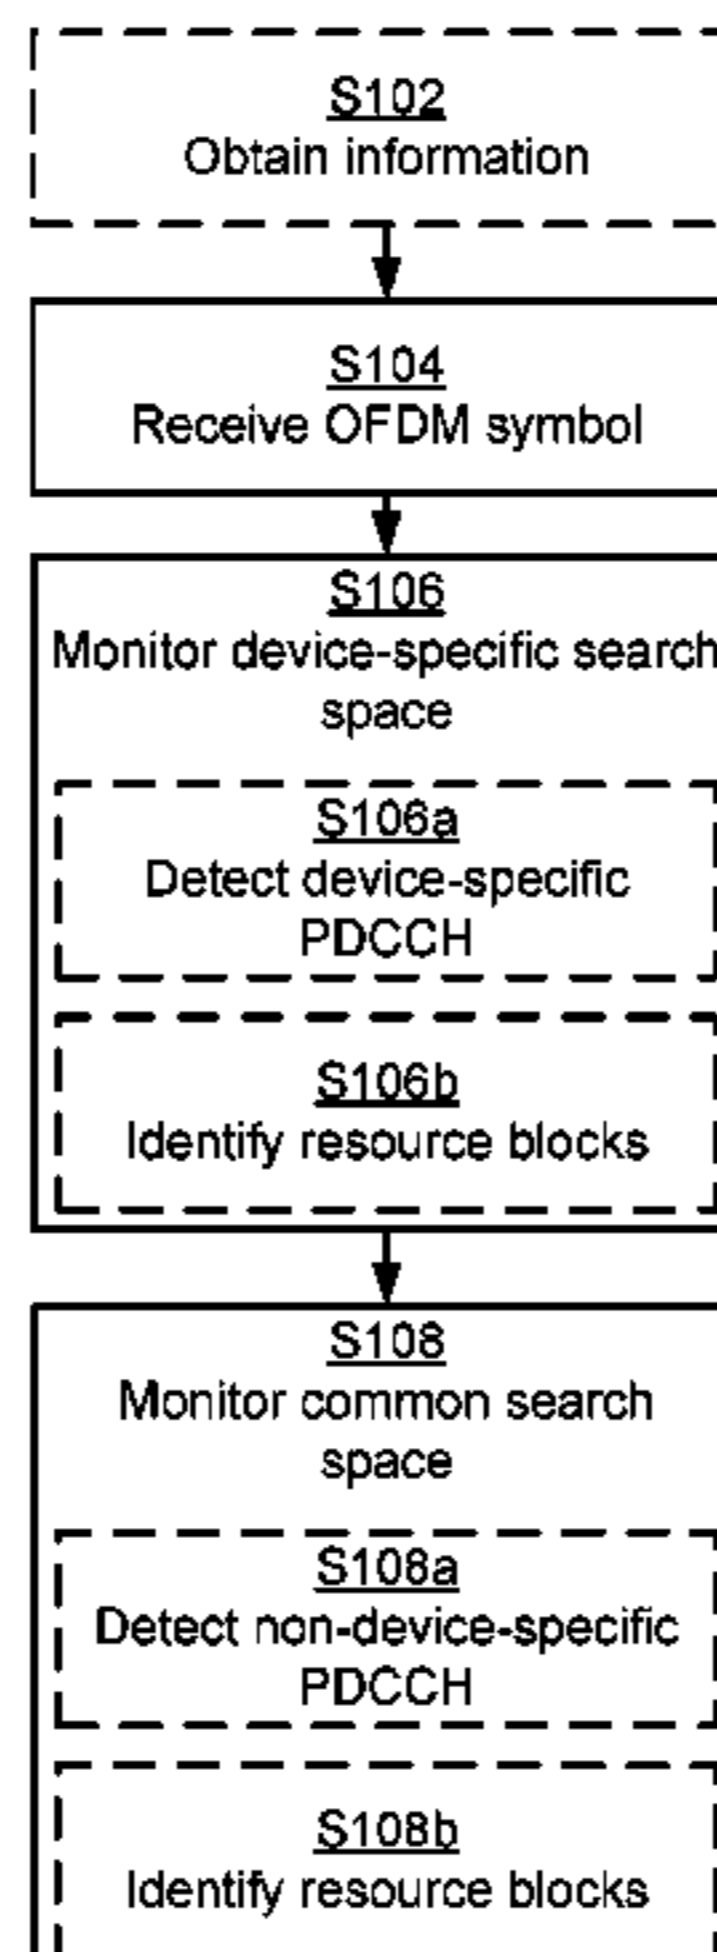 S102
Obtain information
S104
Receive OFDM symbol
S106
Monitor device-specific search
space
S106a
Detect device-specific
PDCCH
S106b
Identify resource blocks
S108
Monitor common search
space
S108a
Detect non-device-specific
PDCCH
S108b
Identify resource blocks